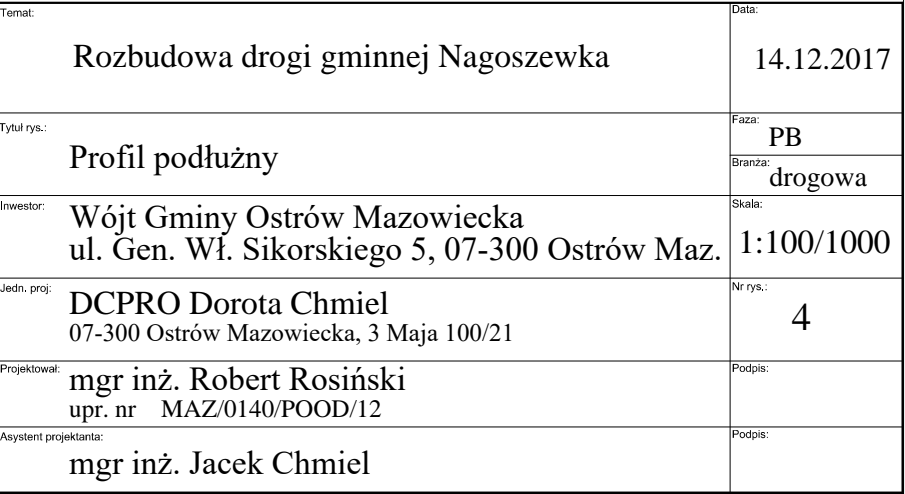 Temat:
Rozbudowa drogi gminnej Nagoszewka
Data:
14.12.2017
Tytuł rys.:
Profil podłużny
Faza:
PB
Branża:
drogowa
Inwestor:
Wójt Gminy Ostrów Mazowiecka
ul. Gen. Wł. Sikorskiego 5, 07-300 Ostrów Maz.
Skala:
1:100/1000
Jedn. proj:
DCPRO Dorota Chmiel
07-300 Ostrów Mazowiecka, 3 Maja 100/21
Nr rys.:
4
Projektował:
mgr inż. Robert Rosiński
upr. nr MAZ/0140/POOD/12
Podpis:
Asystent projektanta:
mgr inż. Jacek Chmiel
Podpis: